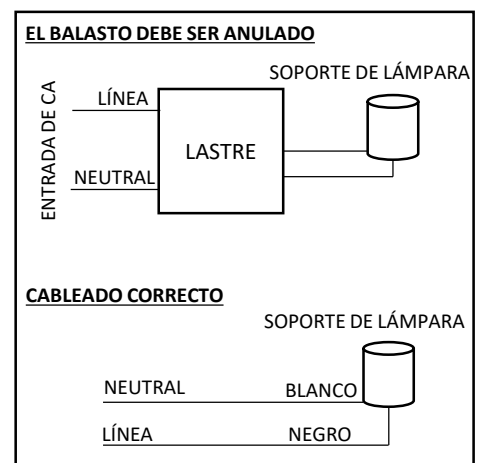 EL BALASTO DEBE SER ANULADO
SOPORTE DE LÁMPARA
ENTRADA DE CA
LÍNEA
LASTRE
NEUTRAL
CABLEADO CORRECTO
SOPORTE DE LÁMPARA
NEUTRAL BLANCO
LÍNEA NEGRO